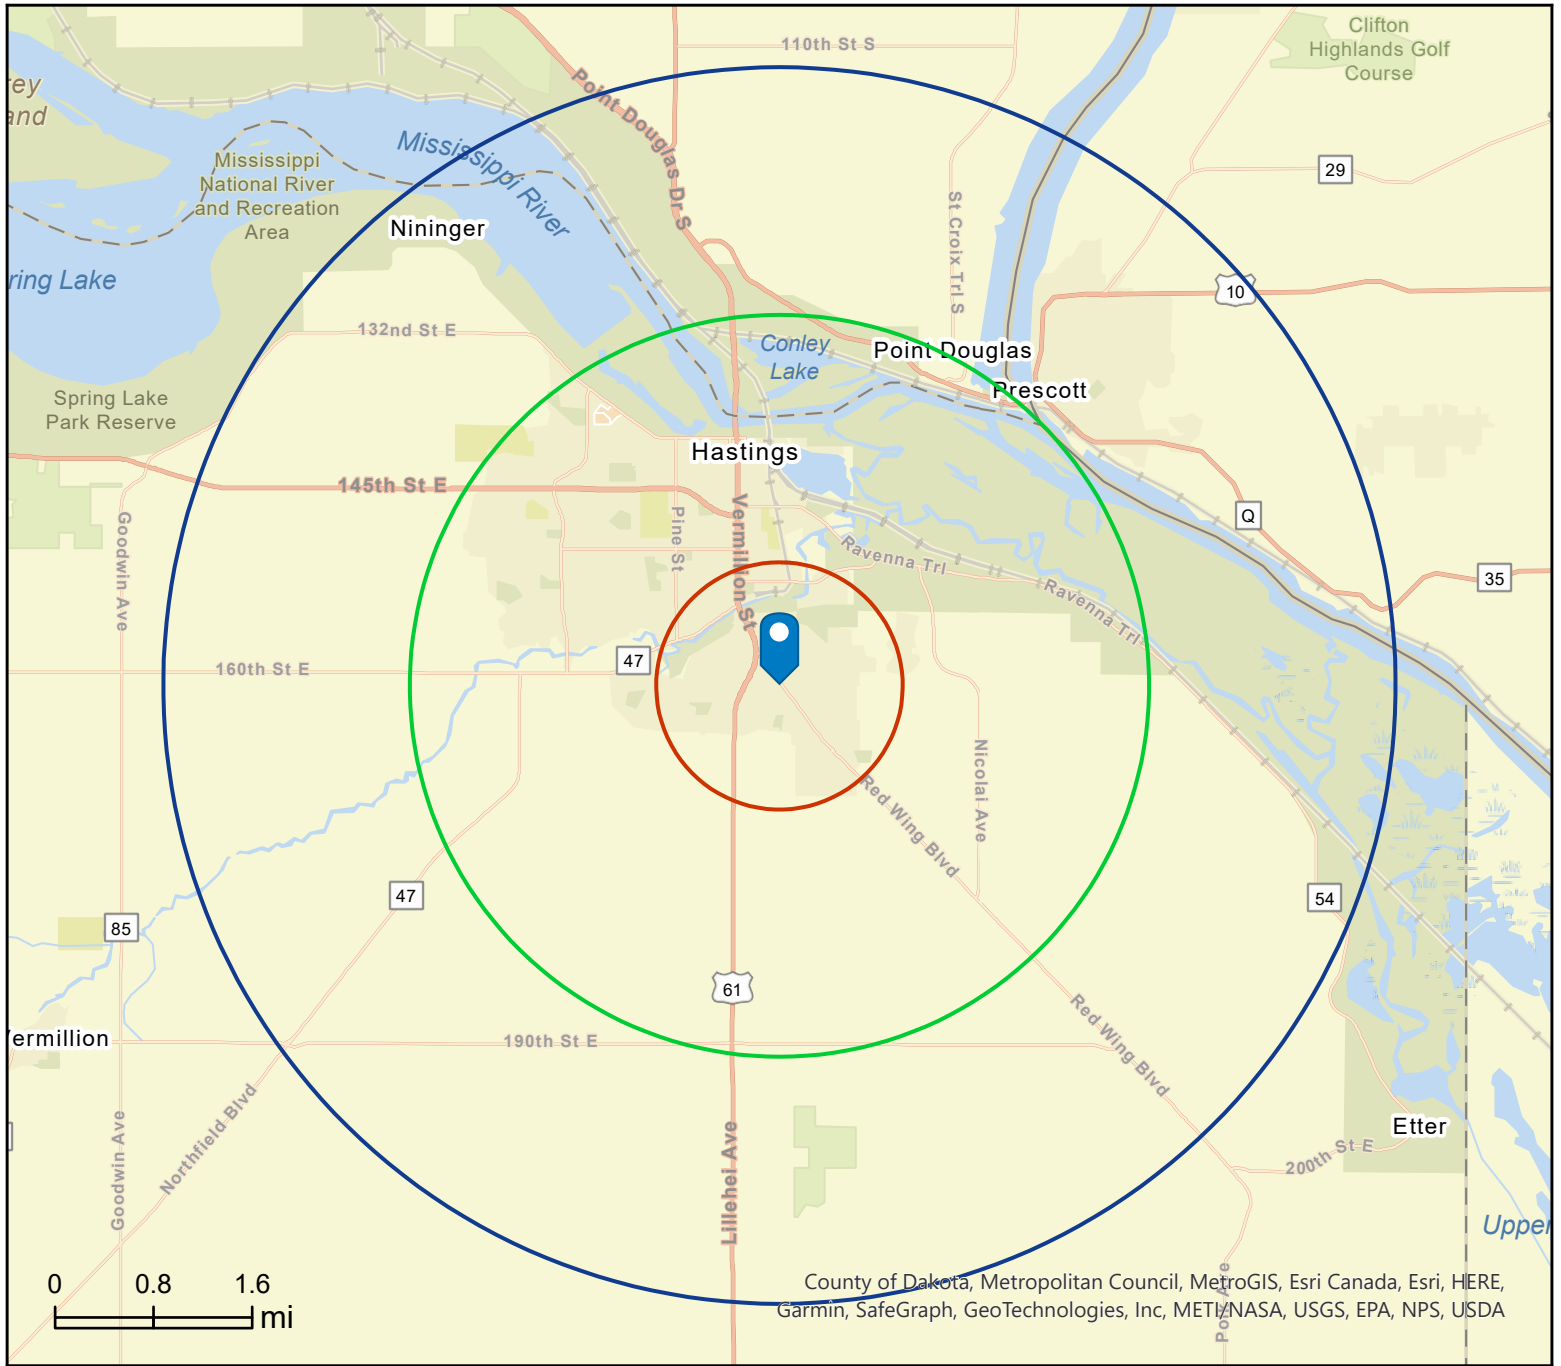 110th St S
Clifton
Highlands Golf
Course
Point Douglas Dr S
Mississippi River
Mississippi
National River
and Recreation
Area
29
St Croix Trl S
Nininger
ring Lake
10
132nd St E
Conley
Lake
Point Douglas
Prescott
Spring Lake
Park Reserve
Hastings
145th St E
Goodwin Ave
Pine St
Vermillion St
Q
Ravenna Trl
35
Ravenna Trl
160th St E
47
Nicolai Ave
Red Wing Blvd
47
54
85
61
Red Wing Blvd
ermillion
190th St E
Goodwin Ave
Northfield Blvd
Lillehei Ave
Etter
200th St E
Upper
0 0.8 1.6
mi
Polk Ave
County of Dakota, Metropolitan Council, MetroGIS, Esri Canada, Esri, HERE,
Garmin, SafeGraph, GeoTechnologies, Inc, METI/NASA, USGS, EPA, NPS, USDA